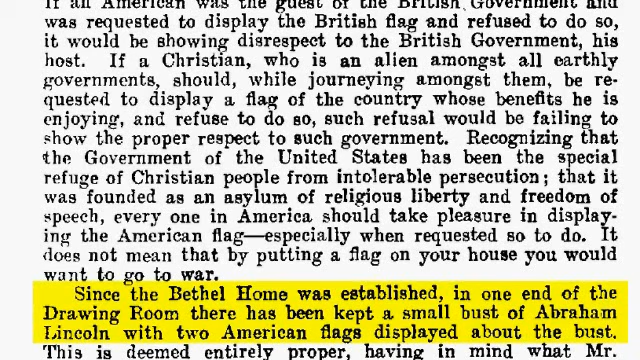 If an American was the guest of the British Government and
was requested to display the British flag and refused to do so,
it would be showing disrespect to the British Government, his
host. If a Christian, who is an alien amongst all earthly
governments, should, while journeying amongst them, be re-
quested to display a flag of the country whose benefits he is
enjoying, and refuse to do so, such refusal would be failing to
show the proper respect to such government. Recognizing that
the Government of the United States has been the special
refuge of Christian people from intolerable persecution; that it
was founded as an asylum of religious liberty and freedom of
speech, every one in America should take pleasure in display-
ing the American flag—especially when requested so to do. It
does not mean that by putting a flag on your house you would
want to go to war.
Since the Bethel Home was established, in one end of the
Drawing Room there has been kept a small bust of Abraham
Lincoln with two American flags displayed about the bust.
This is deemed entirely proper, having in mind what Mr.